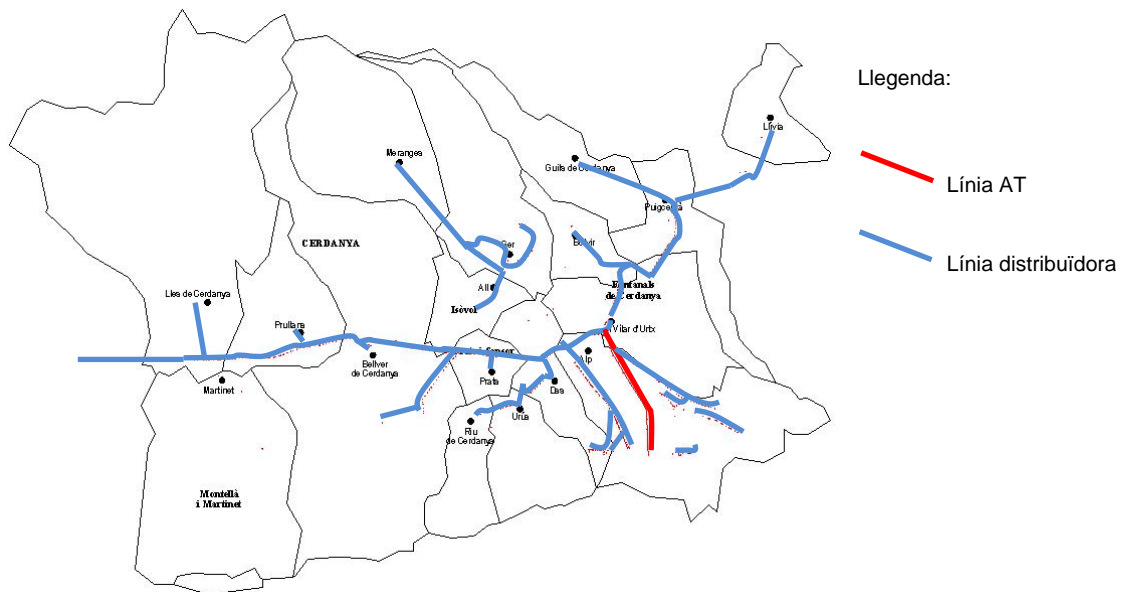 Llegenda:
Llívia
Meranges
Guils de Cerdanya
Línia AT
Puigcerdà
Ger
Bolvir
CERDANYA
Línia distribuïdora
All
Fontanals
de Cerdanya
Lles de Cerdanya
Isòvol
Prullans
Vilar d'Urtx
Alp
Bellver
de Cerdanya
Prats
Martinet
Das
Urús
Riu
de Cerdanya
Montellà
i Martinet